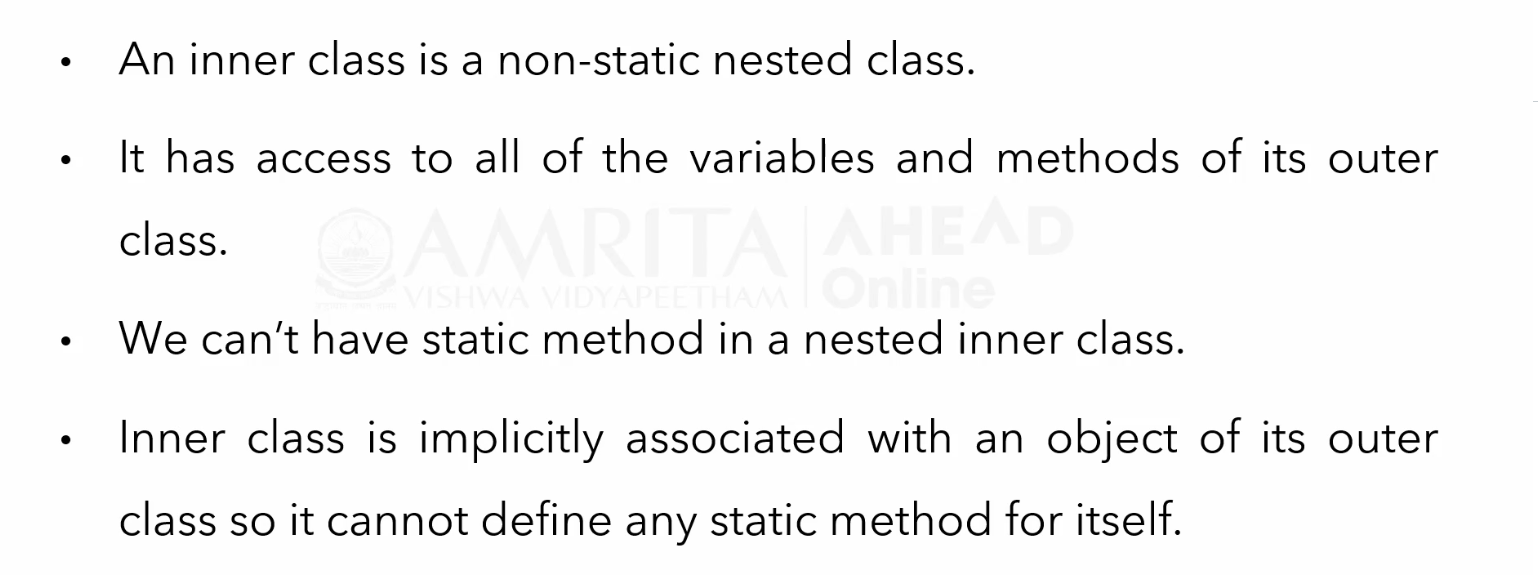 • An inner class is a non-static nested class.
• It has access to all of the variables and methods of its outer
class.
AMRITA AHEAD
VISHWA VIDYAPEETHAM Online
• We can’t have static method in a nested inner class.
• Inner class is implicitly associated with an object of its outer
class so it cannot define any static method for itself.